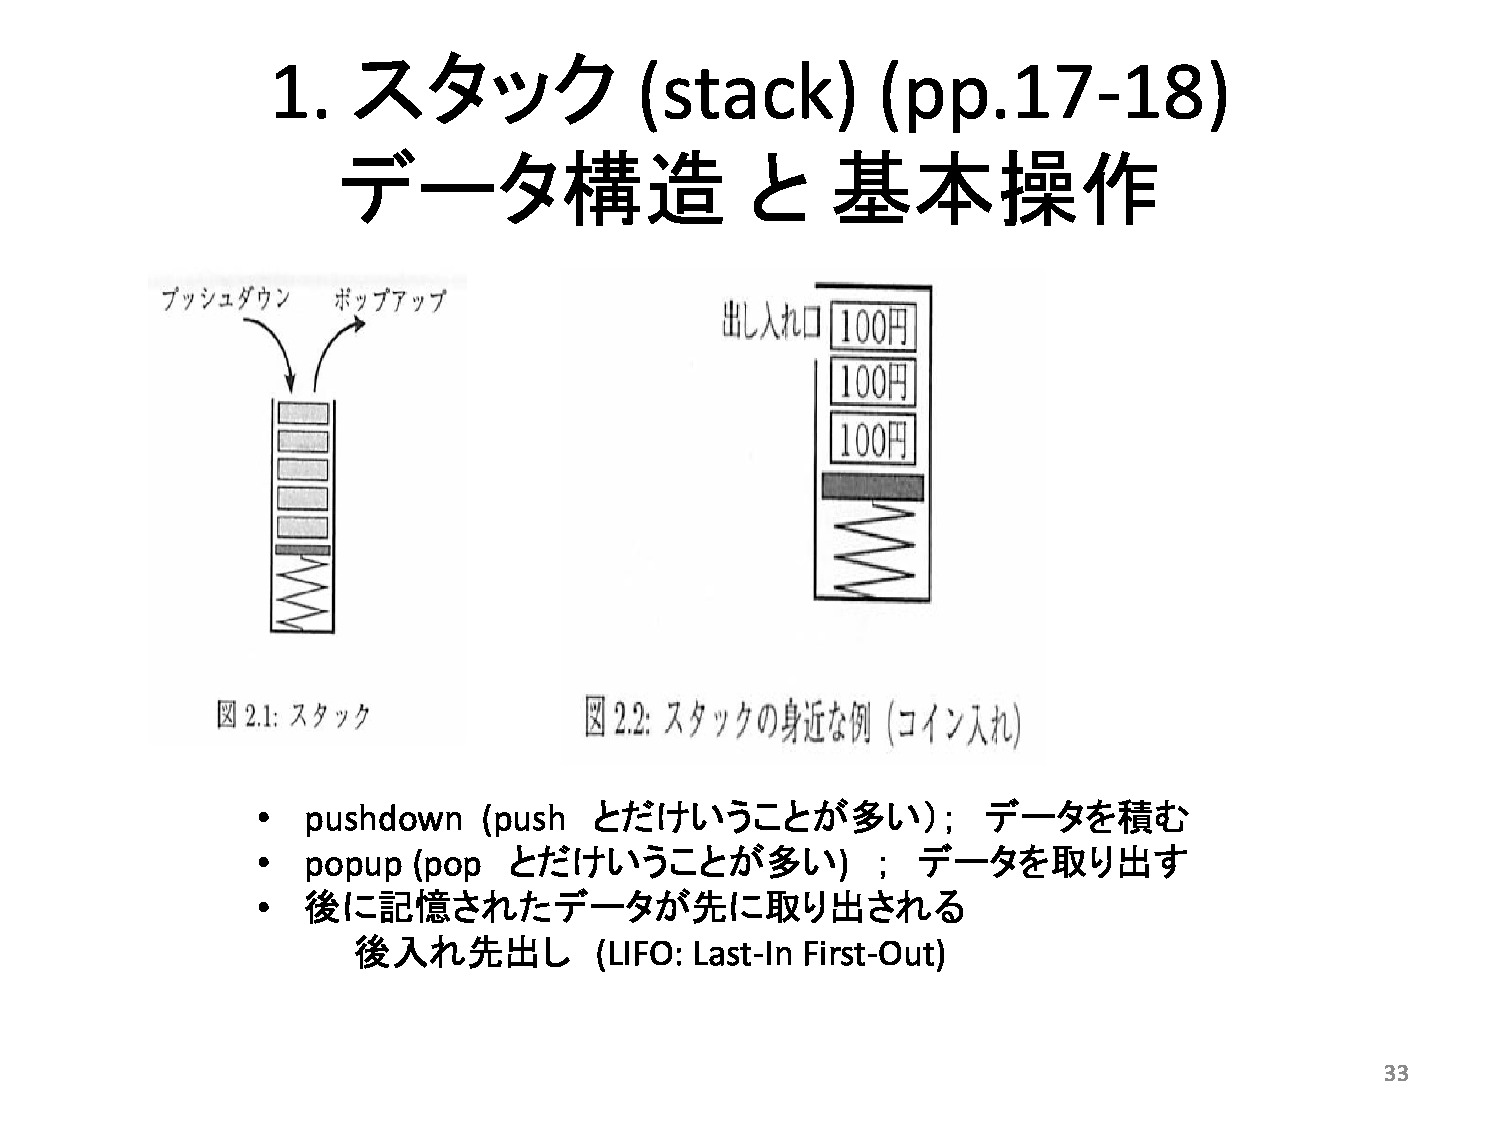 1. スタック (stack) (pp.17-18)
データ構造 と 基本操作
プッシュダウン ポップアップ
出し入れ口
100円
100円
100円
図 2.1: スタック
図 2.2: スタックの身近な例 (コイン入れ)
• pushdown (push とだけいうことが多い）; データを積む
• popup (pop とだけいうことが多い) ; データを取り出す
• 後に記憶されたデータが先に取り出される
後入れ先出し (LIFO: Last-In First-Out)
33